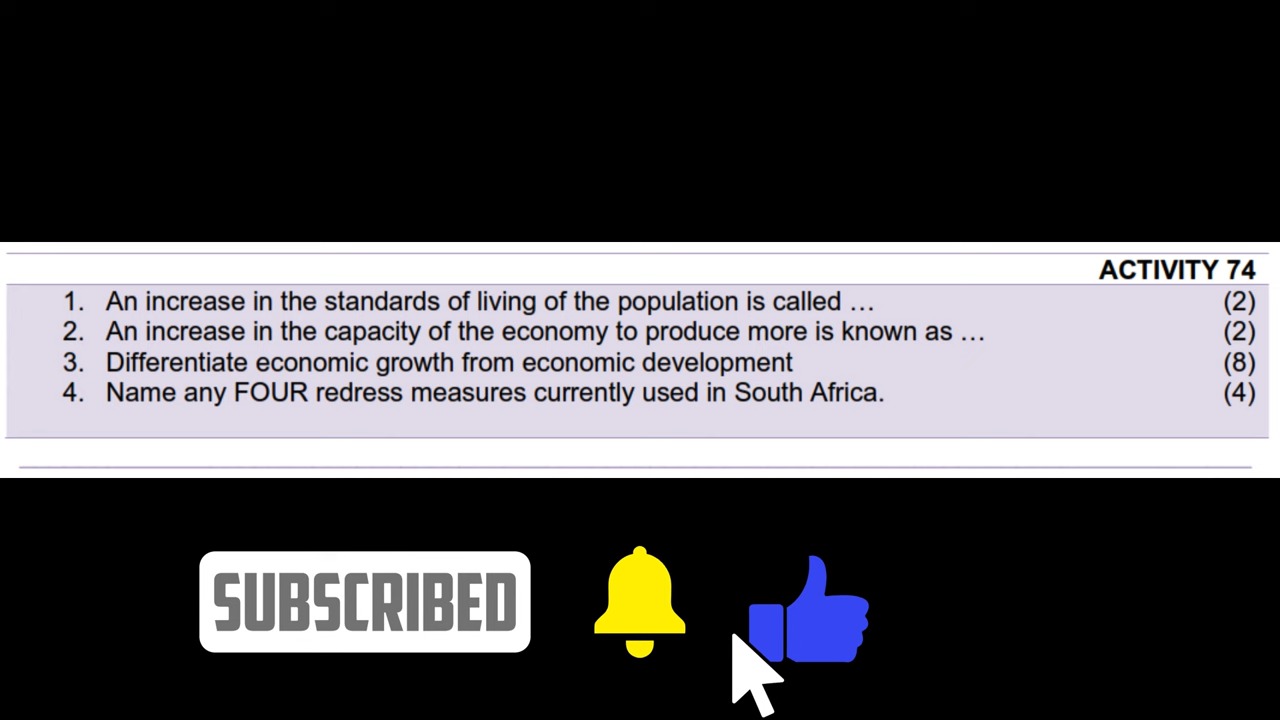 ACTIVITY 74
1. An increase in the standards of living of the population is called … (2)
2. An increase in the capacity of the economy to produce more is known as … (2)
3. Differentiate economic growth from economic development (8)
4. Name any FOUR redress measures currently used in South Africa. (4)
SUBSCRIBED